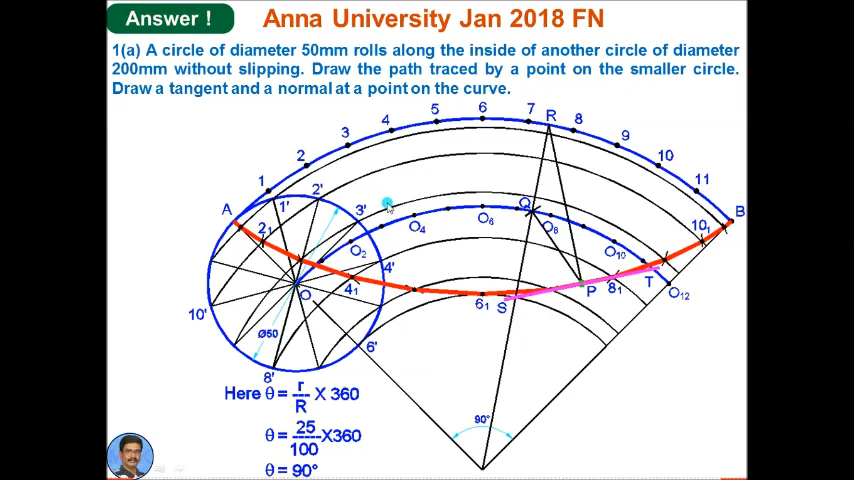 Answer !
Anna University Jan 2018 FN
1(a) A circle of diameter 50mm rolls along the inside of another circle of diameter
200mm without slipping. Draw the path traced by a point on the smaller circle.
Draw a tangent and a normal at a point on the curve.
6
5
7
R
4
8
3
9
2
10
1
11
A
1'
2'
3'
B
2₁
O₂
O₄
O₆
Q
O₈
O₁₀
10₁
4'
O
4₁
6₁
S
P
8₁
T
O₁₂
10'
Ø50
6'
8'
90°
Here θ = r/R X 360
θ = 25/100 X360
θ = 90°